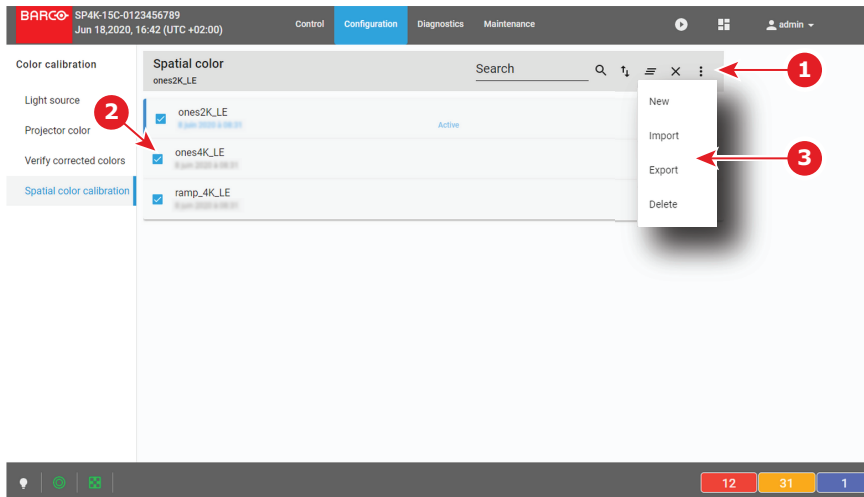 BARCO SP4K-15C-0123456789
Jun 18,2020, 16:42 (UTC +02:00)
Control Configuration Diagnostics Maintenance admin
Color calibration
Light source
Projector color
Verify corrected colors
Spatial color calibration
Spatial color
ones2K_LE
Search
1
2
ones2K_LE
Active
ones4K_LE
ramp_4K_LE
New
Import
Export
Delete
3
12 31 1